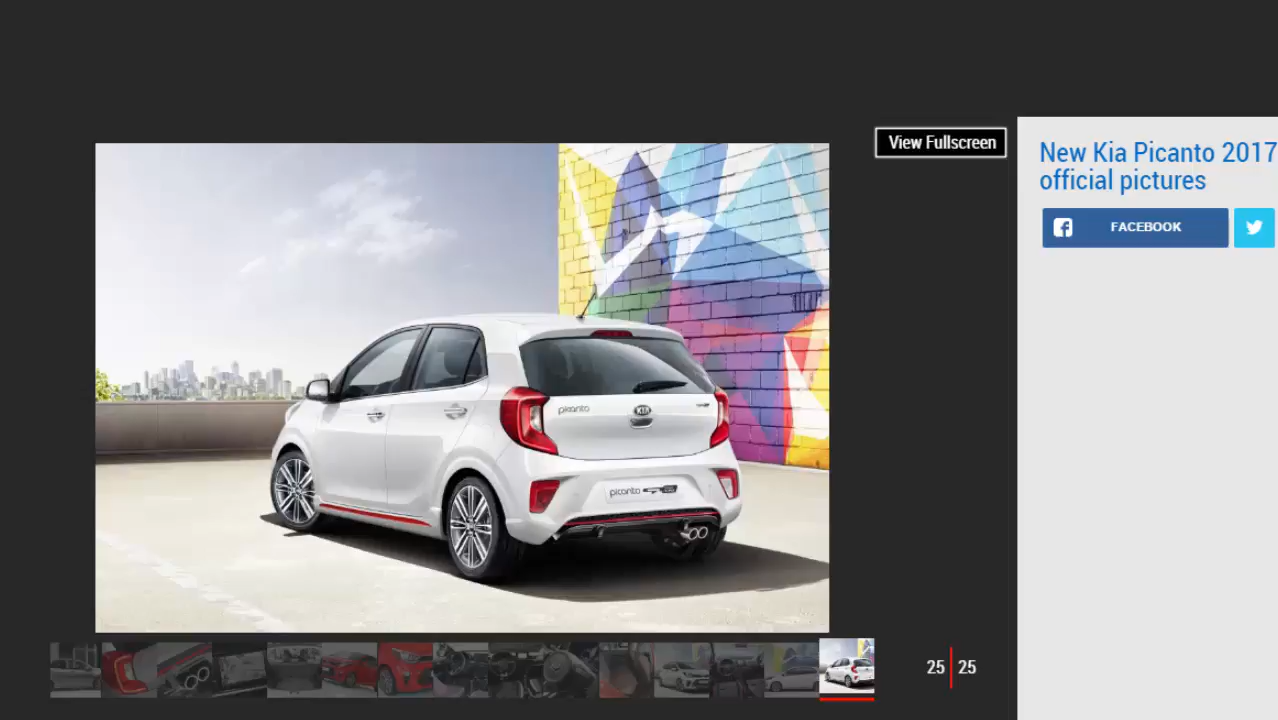 View Fullscreen
New Kia Picanto 2017
official pictures
FACEBOOK
picanto
KIA
picanto
25
25